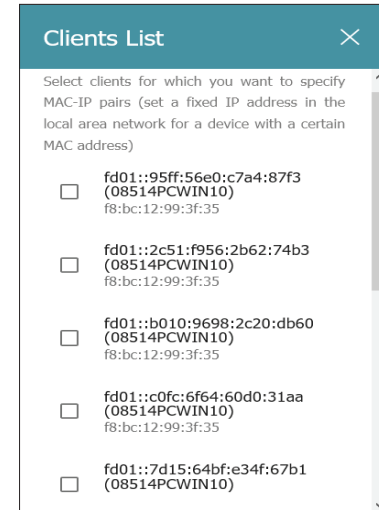 Clients List
Select clients for which you want to specify
MAC-IP pairs (set a fixed IP address in the
local area network for a device with a certain
MAC address)
fd01::95ff:56e0:c7a4:87f3
(08514PCWIN10)
f8:bc:12:99:3f:35
fd01::2c51:f956:2b62:74b3
(08514PCWIN10)
f8:bc:12:99:3f:35
fd01::b010:9698:2c20:db60
(08514PCWIN10)
f8:bc:12:99:3f:35
fd01::c0fc:6f64:60d0:31aa
(08514PCWIN10)
f8:bc:12:99:3f:35
fd01::7d15:64bf:e34f:67b1
(08514PCWIN10)